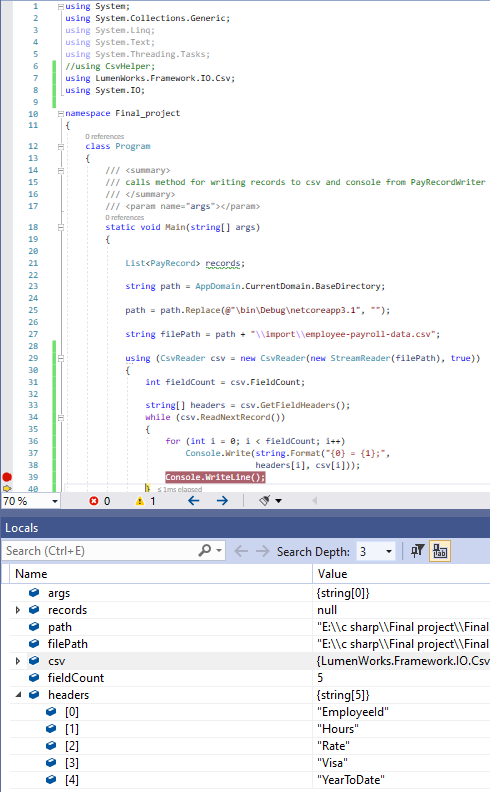 1 using System;
2 using System.Collections.Generic;
3 using System.Linq;
4 using System.Text;
5 using System.Threading.Tasks;
6 //using CsvHelper;
7 using LumenWorks.Framework.IO.Csv;
8 using System.IO;
9
10 namespace Final_project
11 {
0 references
12 class Program
13 {
14 /// <summary>
15 /// calls method for writing records to csv and console from PayRecordWriter
16 /// </summary>
17 /// <param name="args"></param>
0 references
18 static void Main(string[] args)
19 {
20
21 List<PayRecord> records;
22
23 string path = AppDomain.CurrentDomain.BaseDirectory;
24
25 path = path.Replace(@"\bin\Debug\netcoreapp3.1", "");
26
27 string filePath = path + "\\import\\employee-payroll-data.csv";
28
29 using (CsvReader csv = new CsvReader(new StreamReader(filePath), true))
30 {
31 int fieldCount = csv.FieldCount;
32
33 string[] headers = csv.GetFieldHeaders();
34 while (csv.ReadNextRecord())
35 {
36 for (int i = 0; i < fieldCount; i++)
37 Console.Write(string.Format("{0} = {1};",
38 headers[i], csv[i]));
39 Console.WriteLine();
40 } ≤ 1ms elapsed
70 % 0 1
Locals
Search (Ctrl+E) Search Depth: 3
Name Value
args {string[0]}
records null
path "E:\\c sharp\\Final project\\Final
filePath "E:\\c sharp\\Final project\\Final
csv {LumenWorks.Framework.IO.Csv
fieldCount 5
headers {string[5]}
[0] "EmployeeId"
[1] "Hours"
[2] "Rate"
[3] "Visa"
[4] "YearToDate"